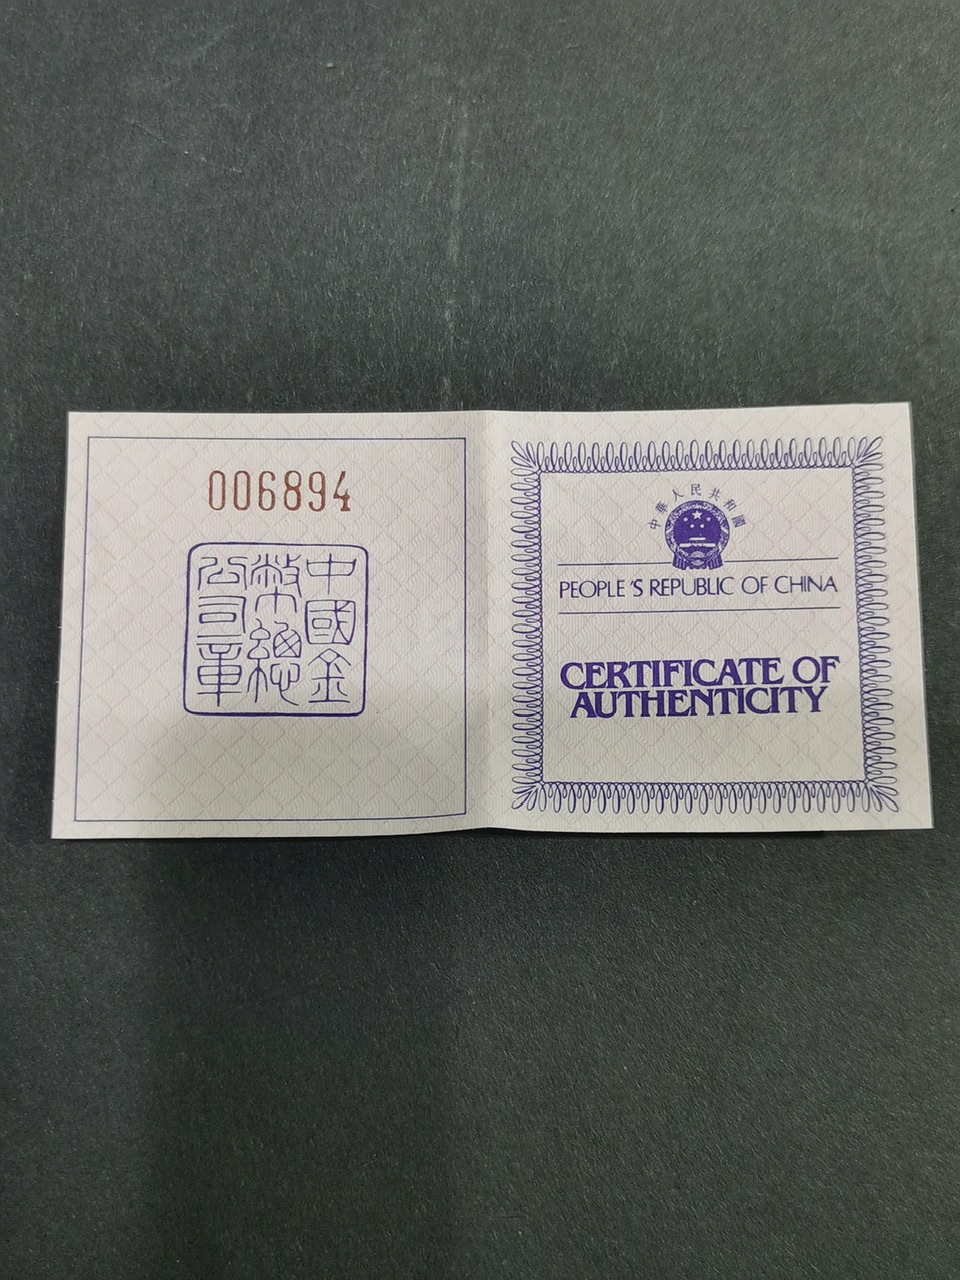 006894
中國金
幣總
公司章
中華人民共和國
PEOPLE'S REPUBLIC OF CHINA
CERTIFICATE OF
AUTHENTICITY